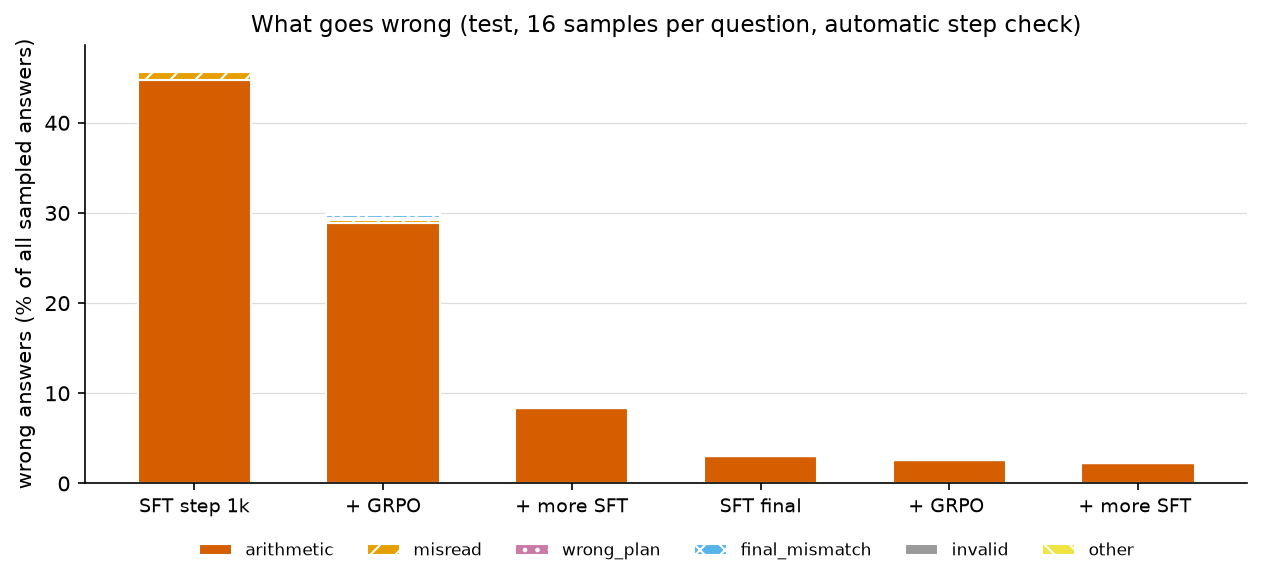 What goes wrong (test, 16 samples per question, automatic step check)
wrong answers (% of all sampled answers)
40
30
20
10
0
SFT step 1k
+ GRPO
+ more SFT
SFT final
+ GRPO
+ more SFT
arithmetic
misread
wrong_plan
final_mismatch
invalid
other